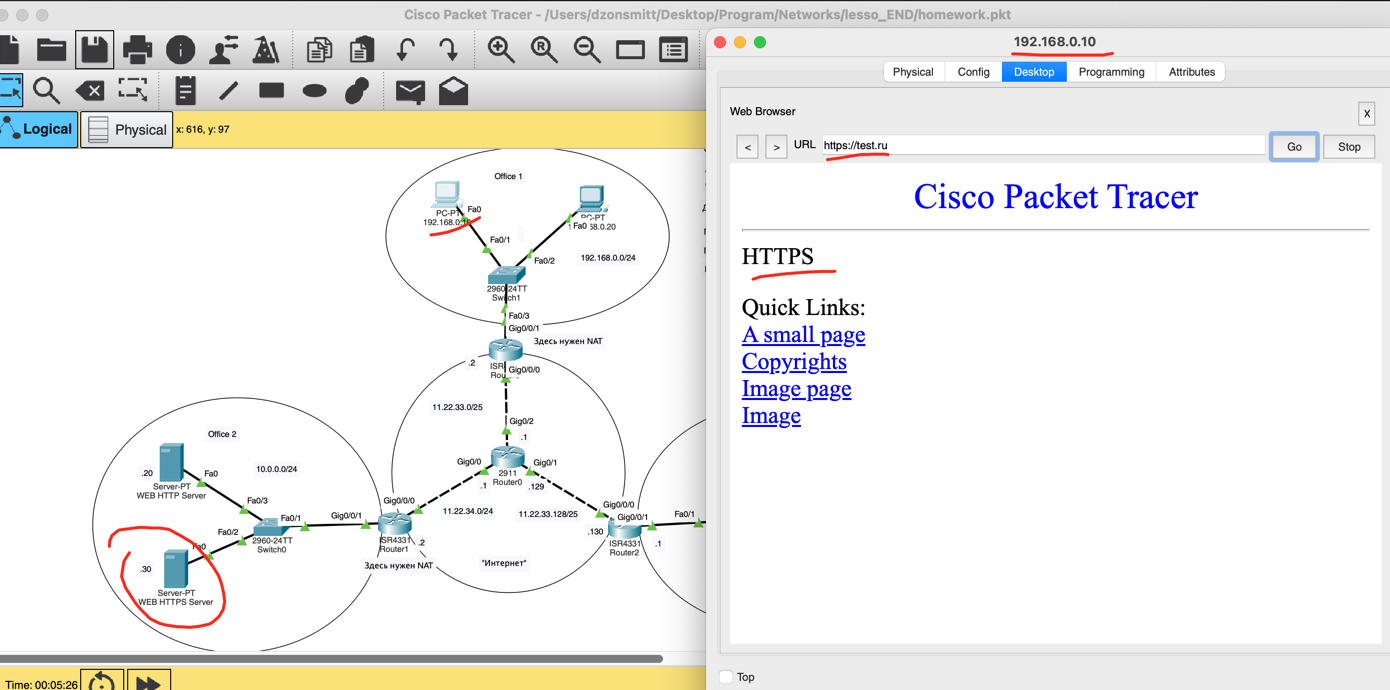 Cisco Packet Tracer - /Users/dzonsmitt/Desktop/Program/Networks/lesso_END/homework.pkt
Logical
Physical
x: 616, y: 97
Office 1
PC-PT
192.168.0.10
Fa0
PC-PT
Fa0
68.0.20
Fa0/1
Fa0/2
192.168.0.0/24
2960-24TT
Switch1
Fa0/3
Gig0/0/1
Здесь нужен NAT
.2
Gig0/0/0
11.22.33.0/25
Gig0/2
.1
Office 2
Gig0/0
Gig0/1
2911
Router0
.20
Fa0
10.0.0.0/24
.1
.129
Server-PT
WEB HTTP Server
Fa0/3
Gig0/0/0
Gig0/0/0
Gig0/0/1
11.22.34.0/24
11.22.33.128/25
Fa0/1
Gig0/0/1
Fa0/1
Fa0/2
2960-24TT
Switch0
ISR4331
Router1
.2
.130
ISR4331
Router2
.1
Fa0
.30
Здесь нужен NAT
"Интернет"
Server-PT
WEB HTTPS Server
Time: 00:05:26
192.168.0.10
Physical
Config
Desktop
Programming
Attributes
Web Browser
X
<
>
URL
https://test.ru
Go
Stop
Cisco Packet Tracer
HTTPS
Quick Links:
A small page
Copyrights
Image page
Image
Top